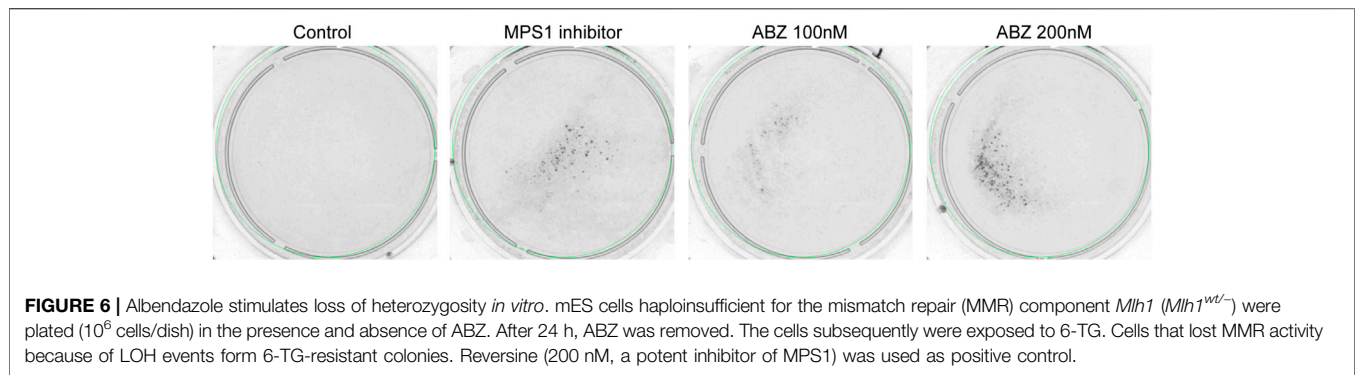 Control MPS1 inhibitor ABZ 100nM ABZ 200nM
FIGURE 6 | Albendazole stimulates loss of heterozygosity in vitro. mES cells haploinsufficient for the mismatch repair (MMR) component Mlh1 (Mlh1^wt/–) were
plated (10^6 cells/dish) in the presence and absence of ABZ. After 24 h, ABZ was removed. The cells subsequently were exposed to 6-TG. Cells that lost MMR activity
because of LOH events form 6-TG-resistant colonies. Reversine (200 nM, a potent inhibitor of MPS1) was used as positive control.